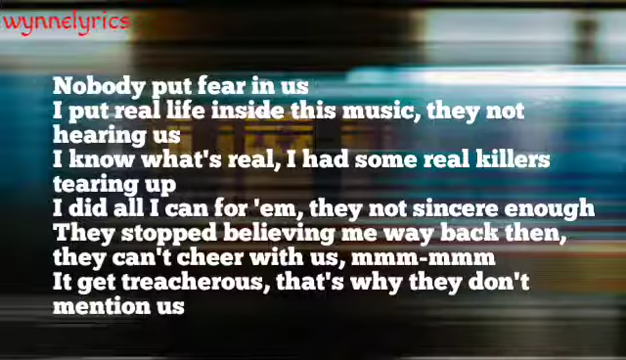 wynnelyrics
Nobody put fear in us
I put real life inside this music, they not
hearing us
I know what's real, I had some real killers
tearing up
I did all I can for 'em, they not sincere enough
They stopped believing me way back then,
they can't cheer with us, mmm-mmm
It get treacherous, that's why they don't
mention us